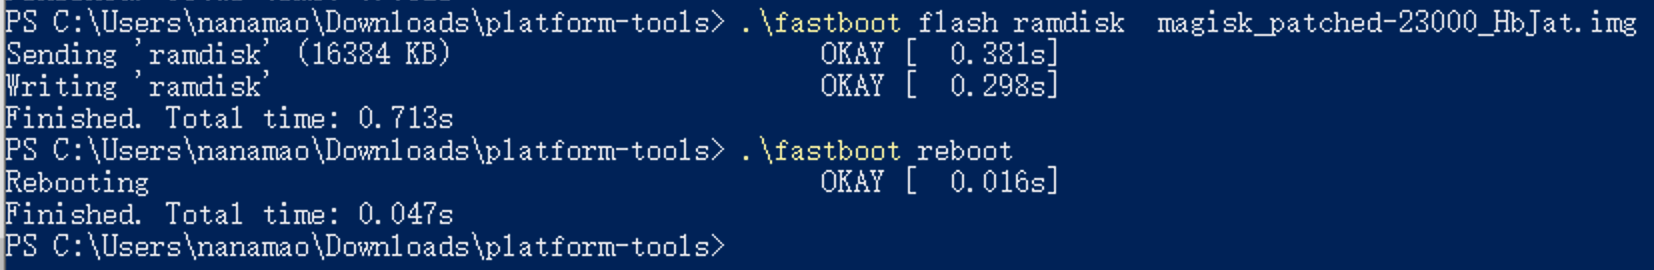 PS C:\Users\nanamao\Downloads\platform-tools> .\fastboot flash ramdisk  magisk_patched-23000_HbJat.img
Sending 'ramdisk' (16384 KB)                       OKAY [  0.381s]
Writing 'ramdisk'                                  OKAY [  0.298s]
Finished. Total time: 0.713s
PS C:\Users\nanamao\Downloads\platform-tools> .\fastboot reboot
Rebooting                                          OKAY [  0.016s]
Finished. Total time: 0.047s
PS C:\Users\nanamao\Downloads\platform-tools>